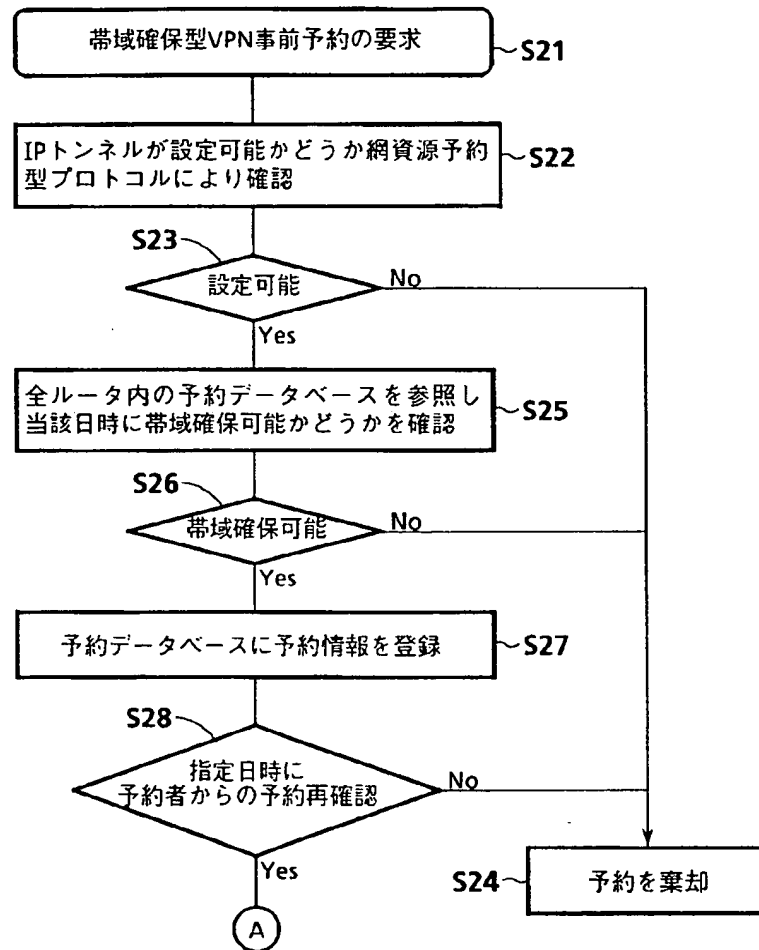 帯域確保型VPN事前予約の要求
S21
IPトンネルが設定可能かどうか網資源予約
型プロトコルにより確認
S22
S23
設定可能
No
Yes
全ルータ内の予約データベースを参照し
当該日時に帯域確保可能かどうかを確認
S25
S26
帯域確保可能
No
Yes
予約データベースに予約情報を登録
S27
S28
指定日時に
予約者からの予約再確認
No
Yes
S24
予約を棄却
A